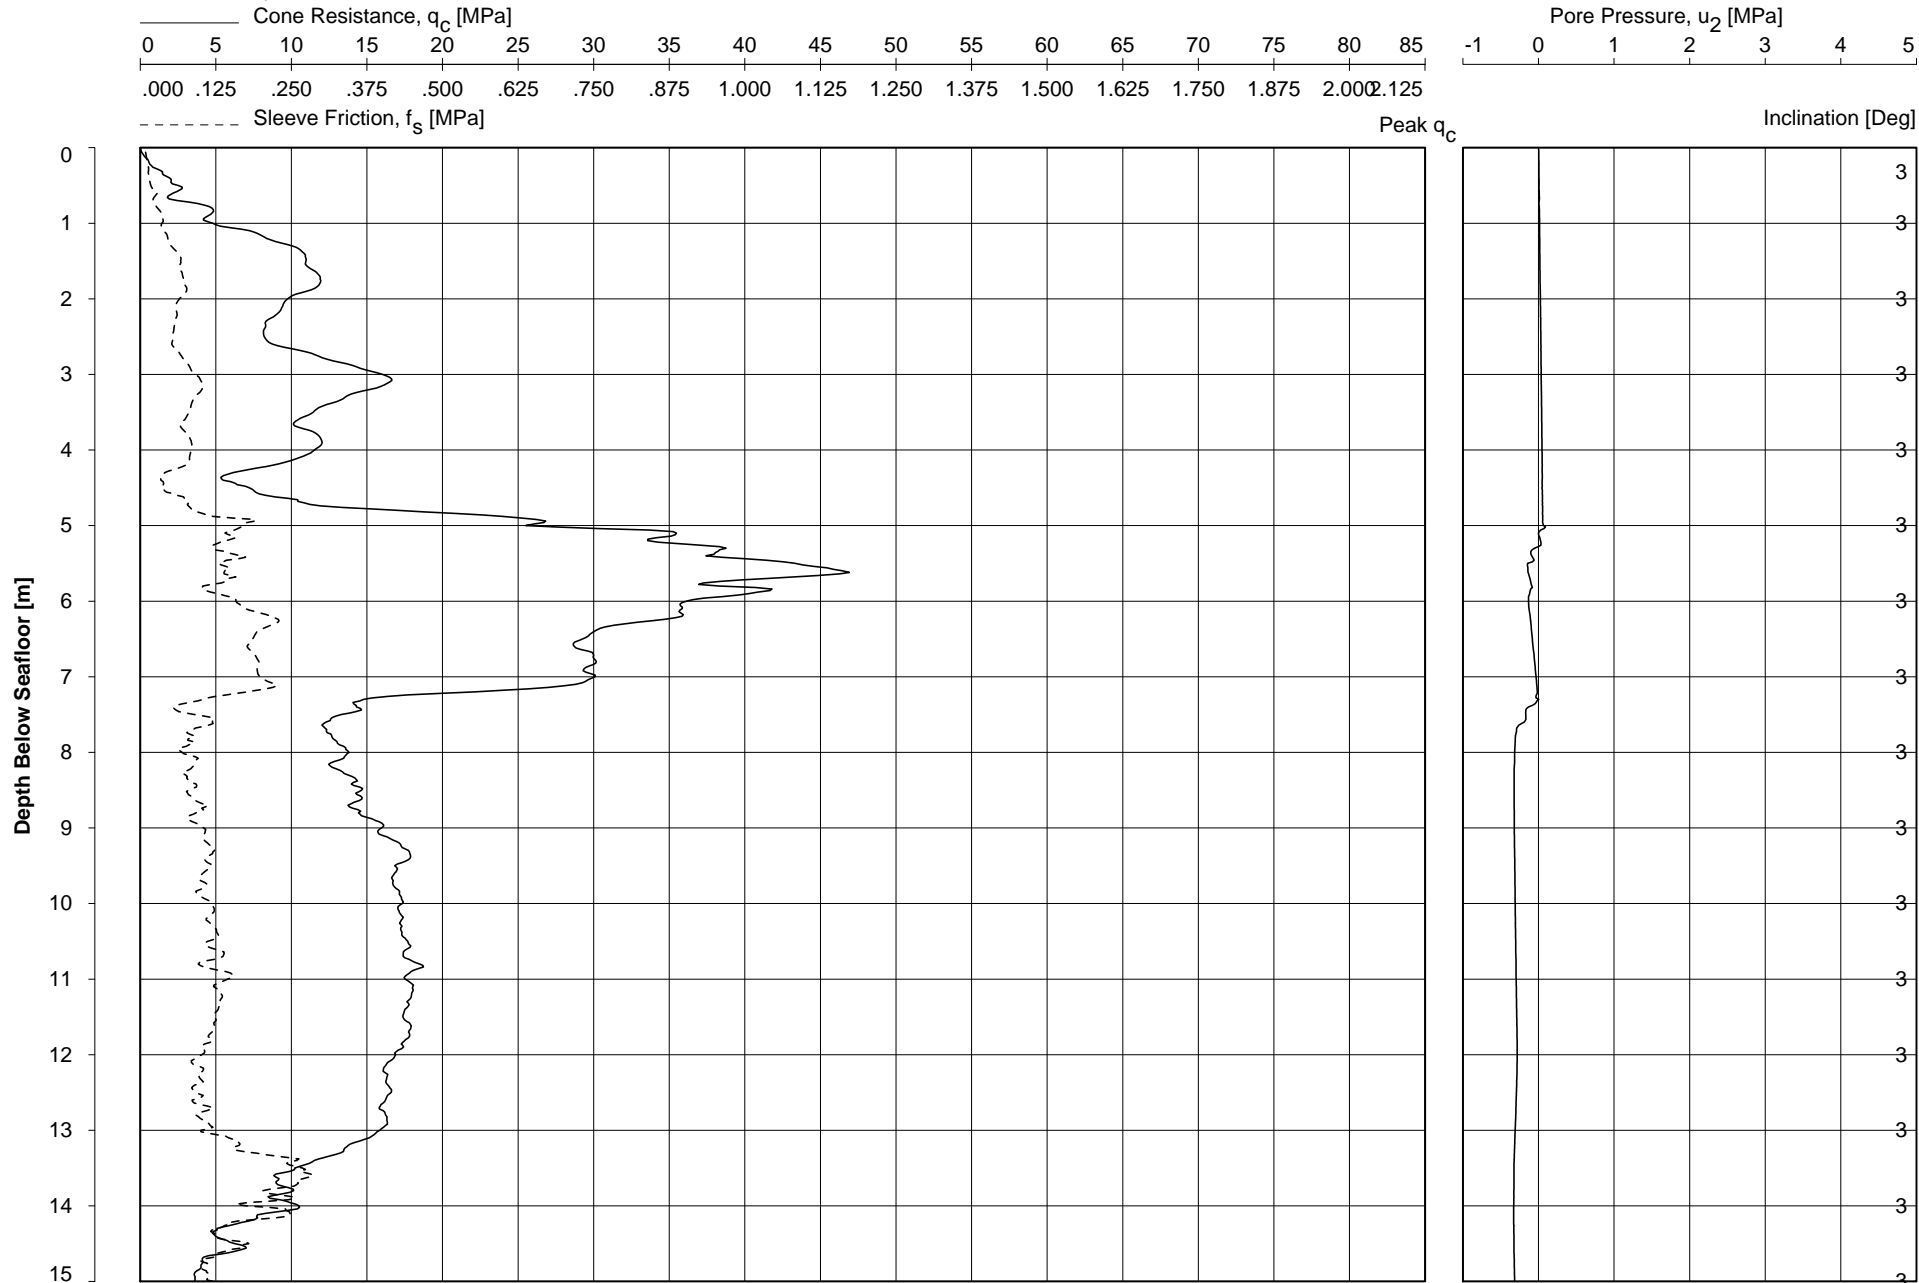 Cone Resistance, qc [MPa]
Pore Pressure, u2 [MPa]
0 5 10 15 20 25 30 35 40 45 50 55 60 65 70 75 80 85
-1 0 1 2 3 4 5
.000 .125 .250 .375 .500 .625 .750 .875 1.000 1.125 1.250 1.375 1.500 1.625 1.750 1.875 2.000 2.125
Sleeve Friction, fs [MPa]
Peak qc
Inclination [Deg]
0
3
1 3
2 3
3 3
4 3
5 3
6 3
7 3
8 3
9 3
10 3
11 3
12 3
13 3
14 3
15 3
Depth Below Seafloor [m]